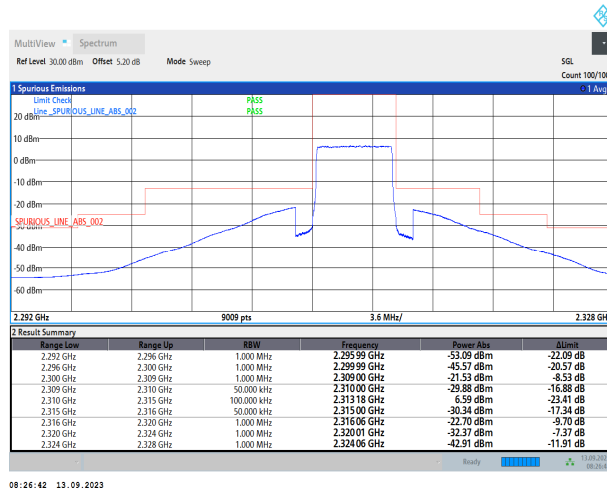 MultiView Spectrum
Ref Level 30.00 dBm Offset 5.20 dB Mode Sweep SGL
Count 100/100
1 Spurious Emissions 1 Avg
Limit Check PASS
Line _SPURIOUS_LINE_ABS_002 PASS
20 dBm
10 dBm
0 dBm
-10 dBm
-20 dBm
SPURIOUS_LINE_ABS_002
-30 dBm
-40 dBm
-50 dBm
-60 dBm
2.292 GHz 9009 pts 3.6 MHz/ 2.328 GH
2 Result Summary
Range Low Range Up RBW Frequency Power Abs ΔLimit
2.292 GHz 2.296 GHz 1.000 MHz 2.29599 GHz -53.09 dBm -22.09 dB
2.296 GHz 2.300 GHz 1.000 MHz 2.29999 GHz -45.57 dBm -20.57 dB
2.300 GHz 2.309 GHz 1.000 MHz 2.30900 GHz -21.53 dBm -8.53 dB
2.309 GHz 2.310 GHz 50.000 kHz 2.31000 GHz -29.88 dBm -16.88 dB
2.310 GHz 2.315 GHz 100.000 kHz 2.31318 GHz 6.59 dBm -23.41 dB
2.315 GHz 2.316 GHz 50.000 kHz 2.31500 GHz -30.34 dBm -17.34 dB
2.316 GHz 2.320 GHz 1.000 MHz 2.31606 GHz -22.70 dBm -9.70 dB
2.320 GHz 2.324 GHz 1.000 MHz 2.32001 GHz -32.37 dBm -7.37 dB
2.324 GHz 2.328 GHz 1.000 MHz 2.32406 GHz -42.91 dBm -11.91 dB
Ready 13.09.202
08:26:4
08:26:42 13.09.2023